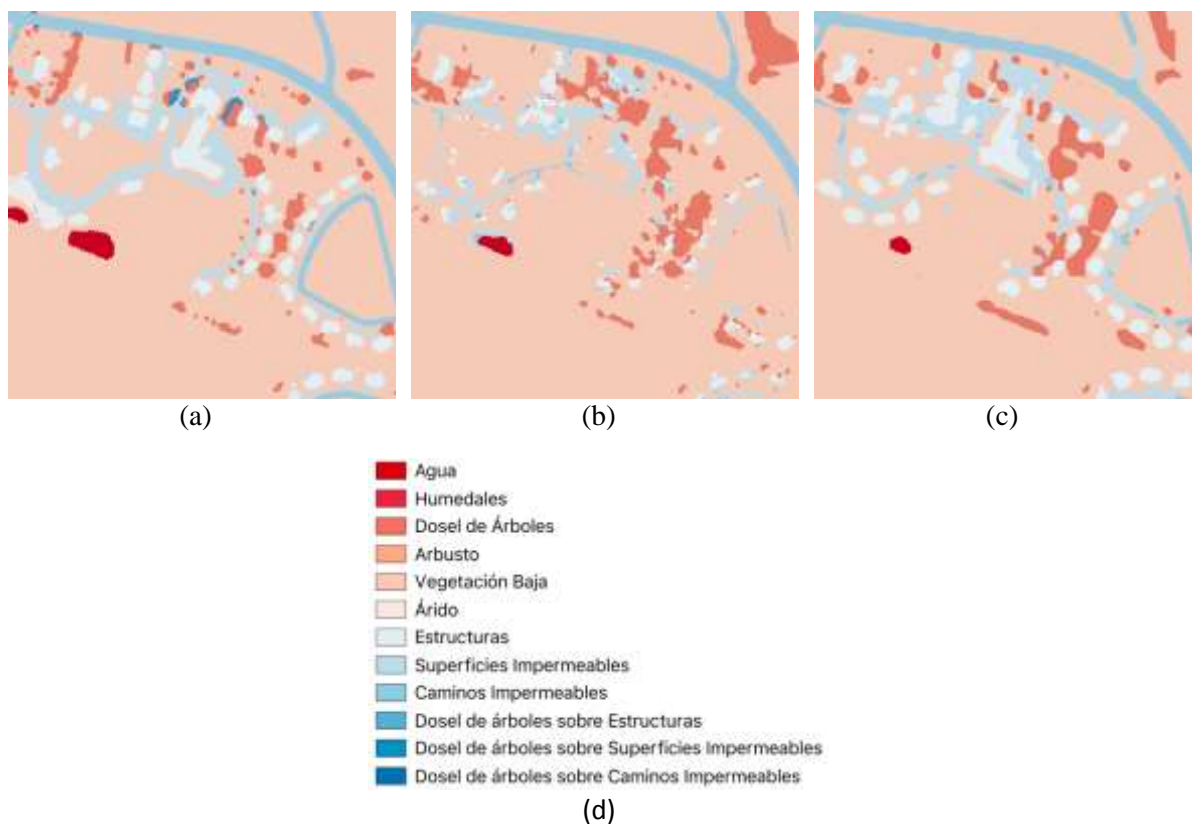 (a)
(b)
(c)
Agua
Humedales
Dosel de Árboles
Arbusto
Vegetación Baja
Árido
Estructuras
Superficies Impermeables
Caminos Impermeables
Dosel de árboles sobre Estructuras
Dosel de árboles sobre Superficies Impermeables
Dosel de árboles sobre Caminos Impermeables
(d)